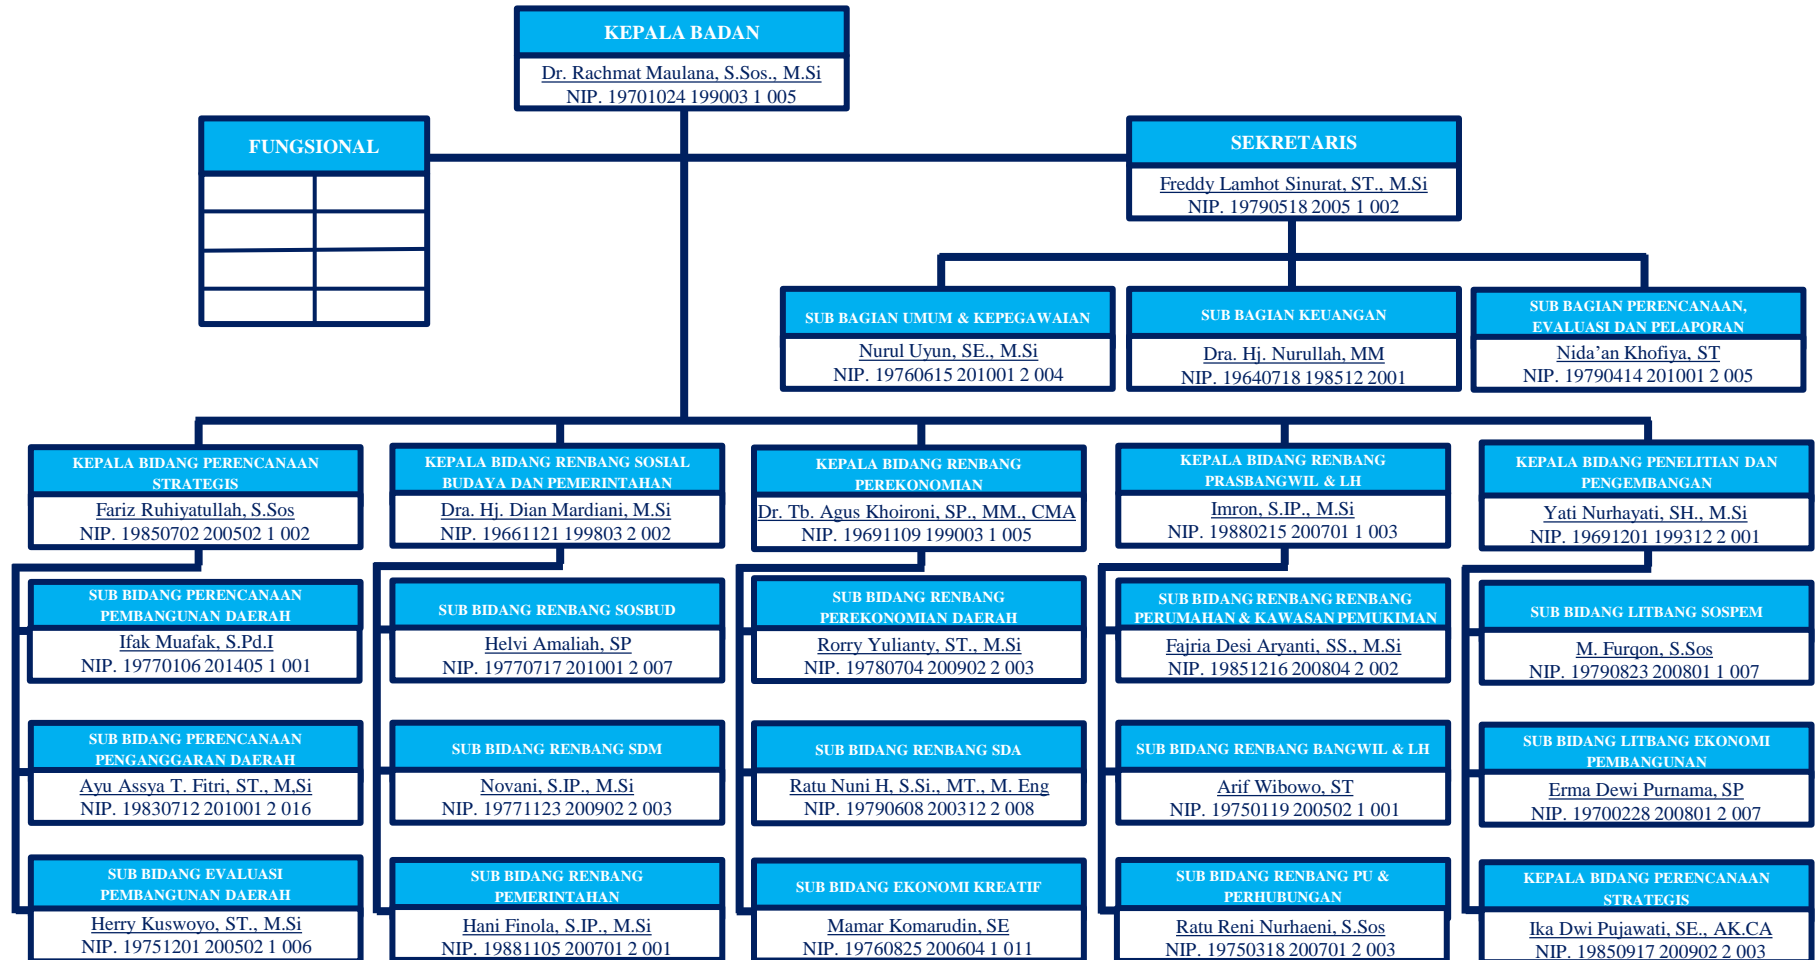 KEPALA BADAN
Dr. Rachmat Maulana, S.Sos., M.Si
NIP. 19701024 199003 1 005
FUNGSIONAL
SEKRETARIS
Freddy Lamhot Sinurat, ST., M.Si
NIP. 19790518 2005 1 002
SUB BAGIAN UMUM & KEPEGAWAIAN
Nurul Uyun, SE., M.Si
NIP. 19760615 201001 2 004
SUB BAGIAN KEUANGAN
Dra. Hj. Nurullah, MM
NIP. 19640718 198512 2001
SUB BAGIAN PERENCANAAN,
EVALUASI DAN PELAPORAN
Nida’an Khofiya, ST
NIP. 19790414 201001 2 005
KEPALA BIDANG PERENCANAAN
STRATEGIS
Fariz Ruhiyatullah, S.Sos
NIP. 19850702 200502 1 002
SUB BIDANG PERENCANAAN
PEMBANGUNAN DAERAH
Ifak Muafak, S.Pd.I
NIP. 19770106 201405 1 001
SUB BIDANG PERENCANAAN
PENGANGGARAN DAERAH
Ayu Assya T. Fitri, ST., M,Si
NIP. 19830712 201001 2 016
SUB BIDANG EVALUASI
PEMBANGUNAN DAERAH
Herry Kuswoyo, ST., M.Si
NIP. 19751201 200502 1 006
KEPALA BIDANG RENBANG SOSIAL
BUDAYA DAN PEMERINTAHAN
Dra. Hj. Dian Mardiani, M.Si
NIP. 19661121 199803 2 002
SUB BIDANG RENBANG SOSBUD
Helvi Amaliah, SP
NIP. 19770717 201001 2 007
SUB BIDANG RENBANG SDM
Novani, S.IP., M.Si
NIP. 19771123 200902 2 003
SUB BIDANG RENBANG
PEMERINTAHAN
Hani Finola, S.IP., M.Si
NIP. 19881105 200701 2 001
KEPALA BIDANG RENBANG
PEREKONOMIAN
Dr. Tb. Agus Khoironi, SP., MM., CMA
NIP. 19691109 199003 1 005
SUB BIDANG RENBANG
PEREKONOMIAN DAERAH
Rorry Yulianty, ST., M.Si
NIP. 19780704 200902 2 003
SUB BIDANG RENBANG SDA
Ratu Nuni H, S.Si., MT., M. Eng
NIP. 19790608 200312 2 008
SUB BIDANG EKONOMI KREATIF
Mamar Komarudin, SE
NIP. 19760825 200604 1 011
KEPALA BIDANG RENBANG
PRASBANGWIL & LH
Imron, S.IP., M.Si
NIP. 19880215 200701 1 003
SUB BIDANG RENBANG RENBANG
PERUMAHAN & KAWASAN PEMUKIMAN
Fajria Desi Aryanti, SS., M.Si
NIP. 19851216 200804 2 002
SUB BIDANG RENBANG BANGWIL & LH
Arif Wibowo, ST
NIP. 19750119 200502 1 001
SUB BIDANG RENBANG PU &
PERHUBUNGAN
Ratu Reni Nurhaeni, S.Sos
NIP. 19750318 200701 2 003
KEPALA BIDANG PENELITIAN DAN
PENGEMBANGAN
Yati Nurhayati, SH., M.Si
NIP. 19691201 199312 2 001
SUB BIDANG LITBANG SOSPEM
M. Furqon, S.Sos
NIP. 19790823 200801 1 007
SUB BIDANG LITBANG EKONOMI
PEMBANGUNAN
Erma Dewi Purnama, SP
NIP. 19700228 200801 2 007
KEPALA BIDANG PERENCANAAN
STRATEGIS
Ika Dwi Pujawati, SE., AK.CA
NIP. 19850917 200902 2 003